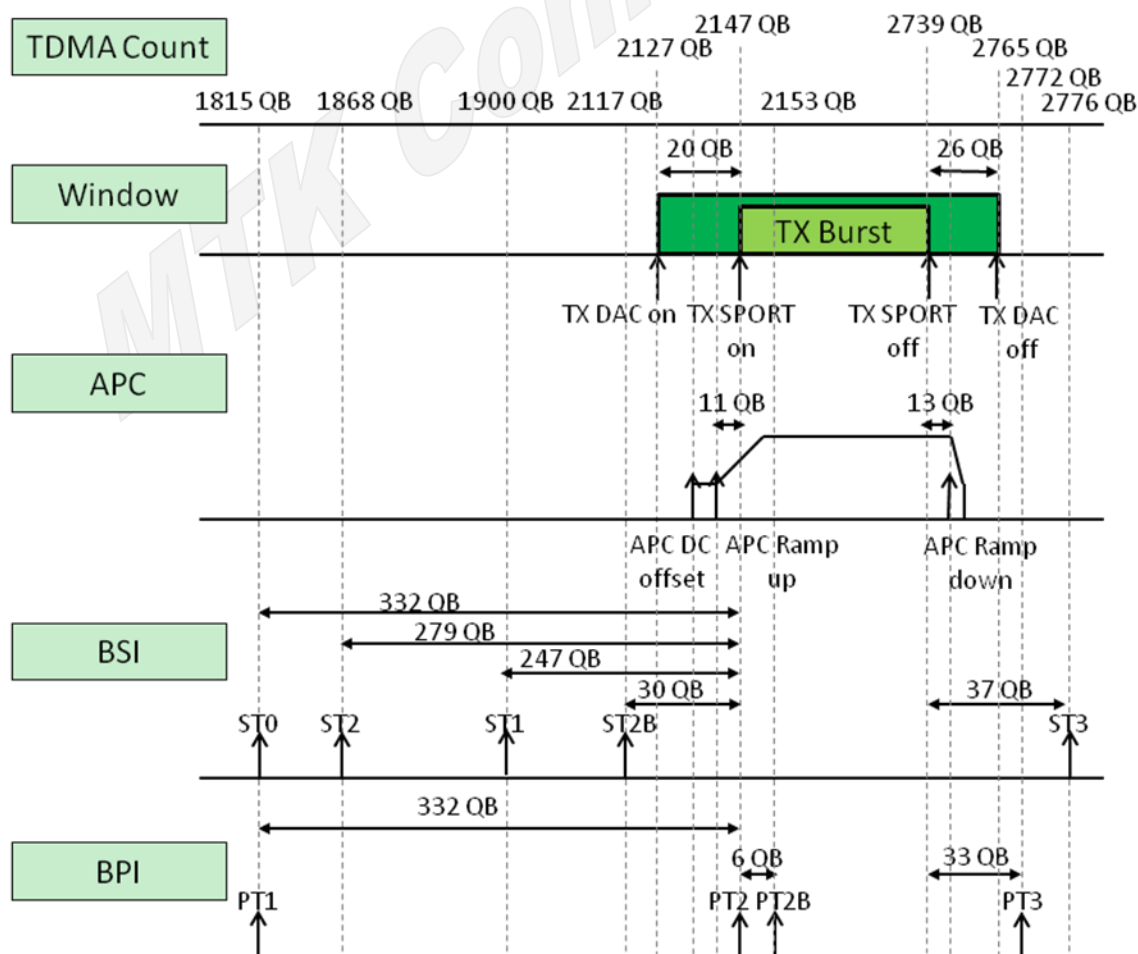 2147 QB
2739 QB
TDMA Count
2127 QB
2765 QB
2772 QB
1815 QB 1868 QB 1900 QB 2117 QB 2153 QB 2776 QB
20 QB 26 QB
Window
TX Burst
TX DAC on TX SPORT on TX SPORT off TX DAC off
APC
11 QB 13 QB
APC DC offset APC Ramp up APC Ramp down
332 QB
279 QB
BSI
247 QB
30 QB 37 QB
ST0 ST2 ST1 ST2B ST3
332 QB
6 QB 33 QB
BPI
PT1 PT2 PT2B PT3
MTK Con